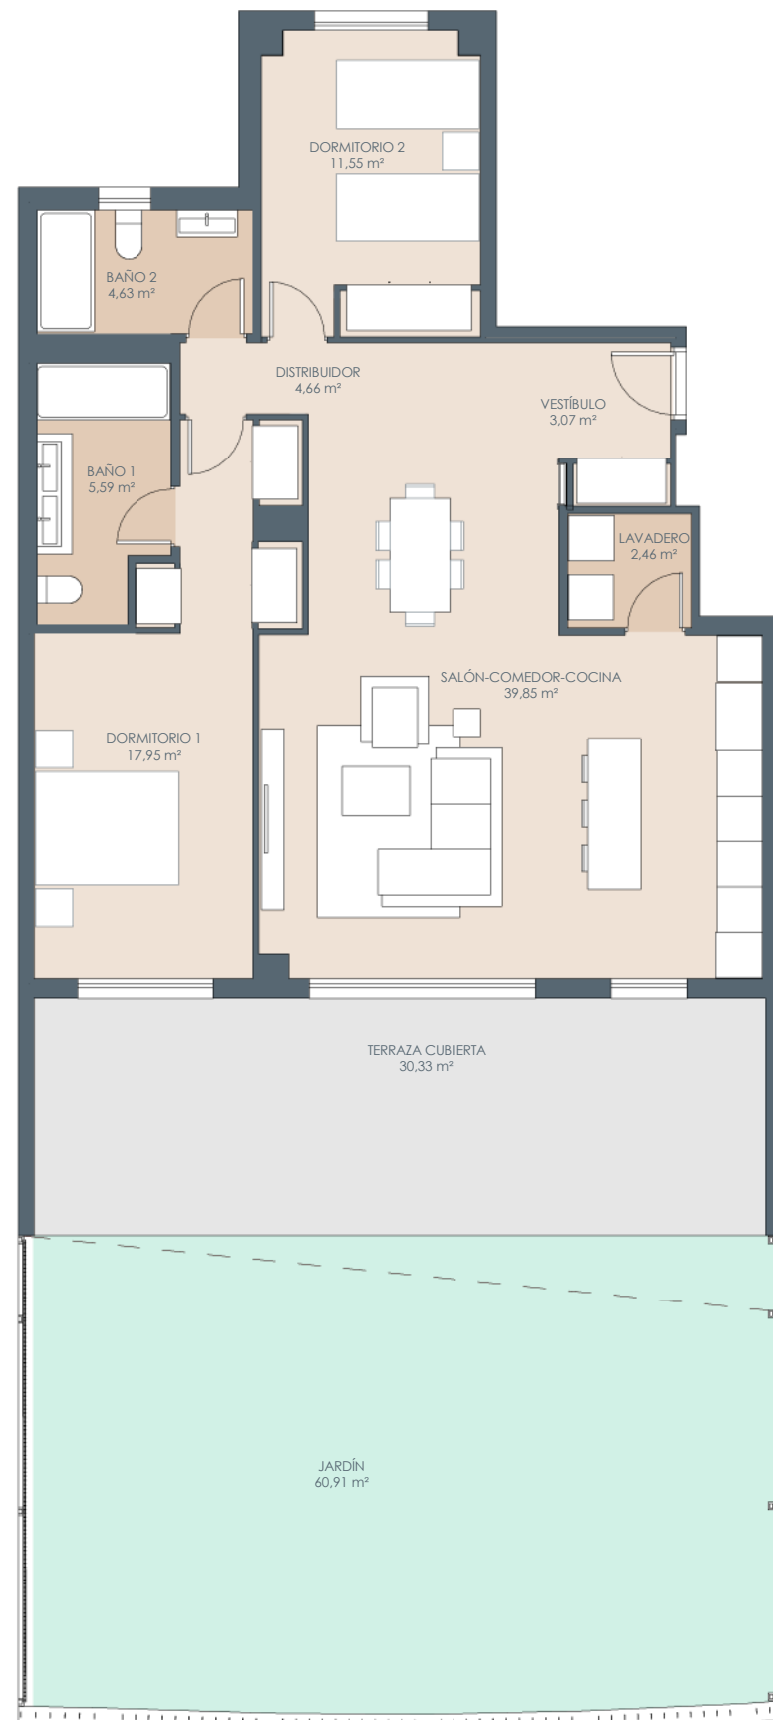 DORMITORIO 2
11,55 m²
BAÑO 2
4,63 m²
DISTRIBUIDOR
4,66 m²
VESTÍBULO
3,07 m²
BAÑO 1
5,59 m²
LAVADERO
2,46 m²
SALÓN-COMEDOR-COCINA
39,85 m²
DORMITORIO 1
17,95 m²
TERRAZA CUBIERTA
30,33 m²
JARDÍN
60,91 m²